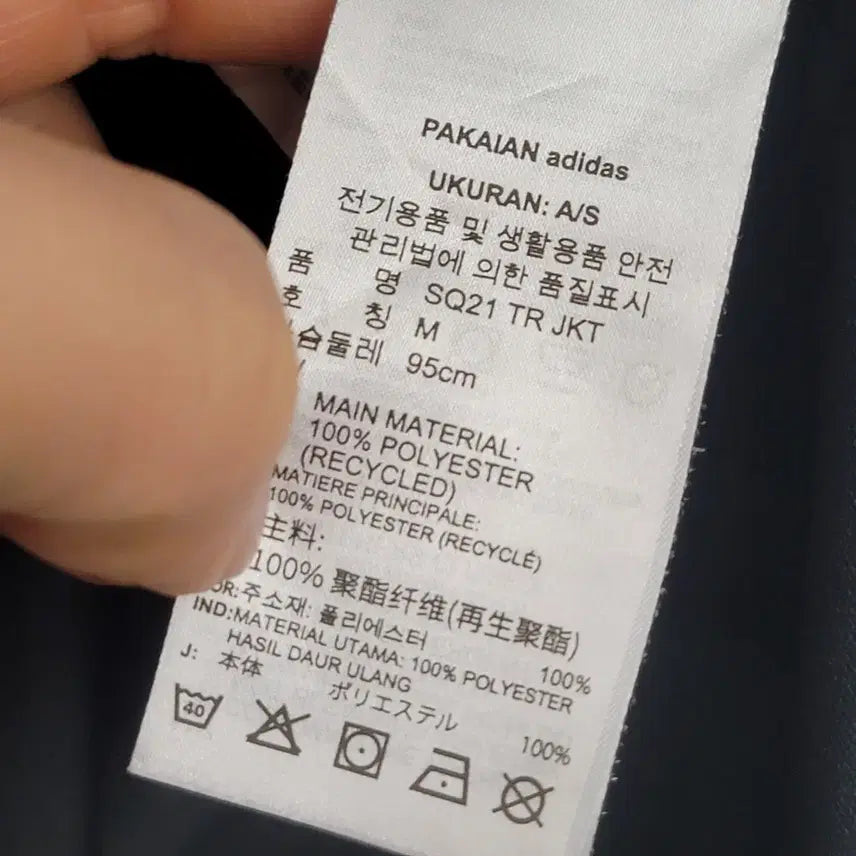 PAKAIAN adidas
UKURAN: A/S
전기용품 및 생활용품 안전
관리법에 의한 품질표시
품 명 SQ21 TR JKT
호 칭 M
슴둘레 95cm
MAIN MATERIAL:
100% POLYESTER
(RECYCLED)
MATIERE PRINCIPALE:
100% POLYESTER (RECYCLÉ)
主料:
100% 聚酯纤维(再生聚酯)
주소재: 폴리에스터 100%
IND:MATERIAL UTAMA: 100% POLYESTER
HASIL DAUR ULANG
J: 本体 ポリエステル 100%
40